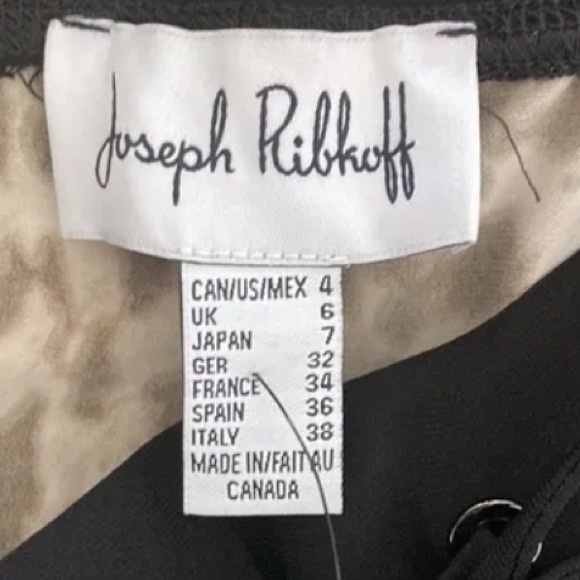 Joseph Ribkoff
CAN/US/MEX 4
UK 6
JAPAN 7
GER 32
FRANCE 34
SPAIN 36
ITALY 38
MADE IN/FAIT AU
CANADA